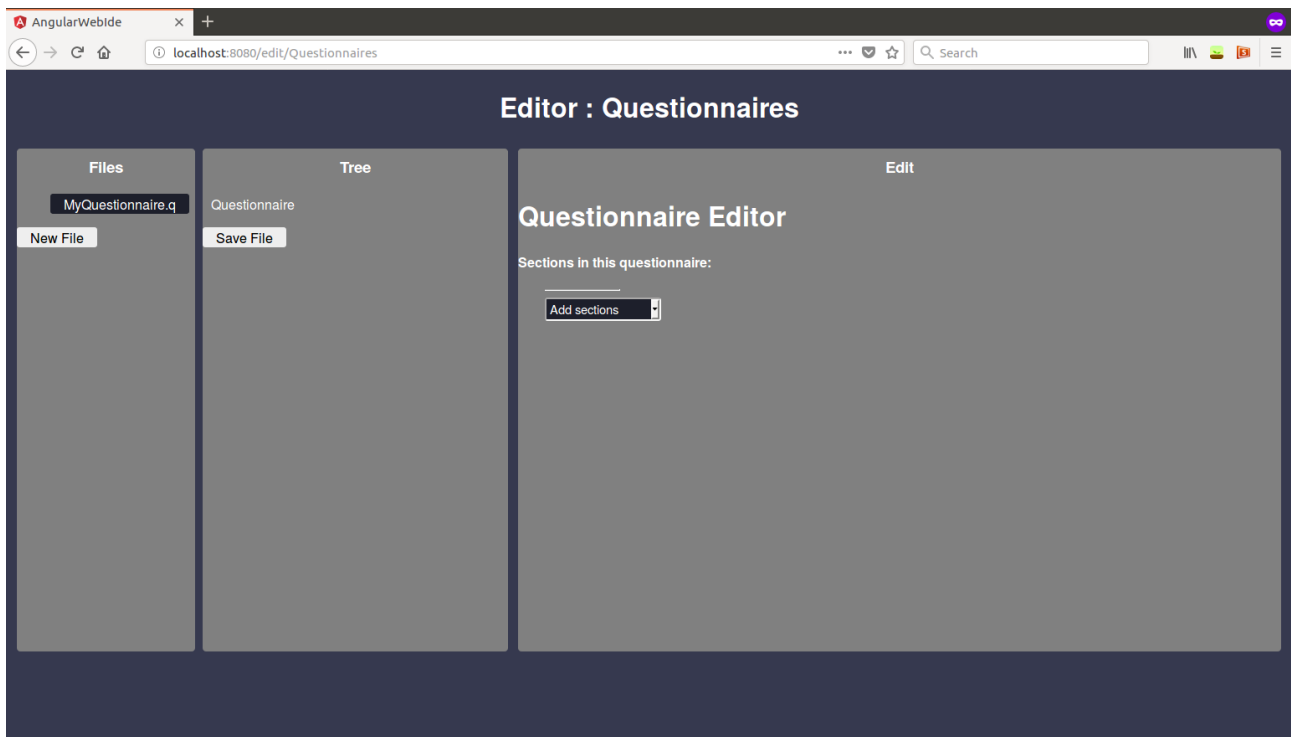 AngularWebIde
localhost:8080/edit/Questionnaires
Search
Editor : Questionnaires
Files
MyQuestionnaire.q
New File
Tree
Questionnaire
Save File
Edit
Questionnaire Editor
Sections in this questionnaire:
Add sections